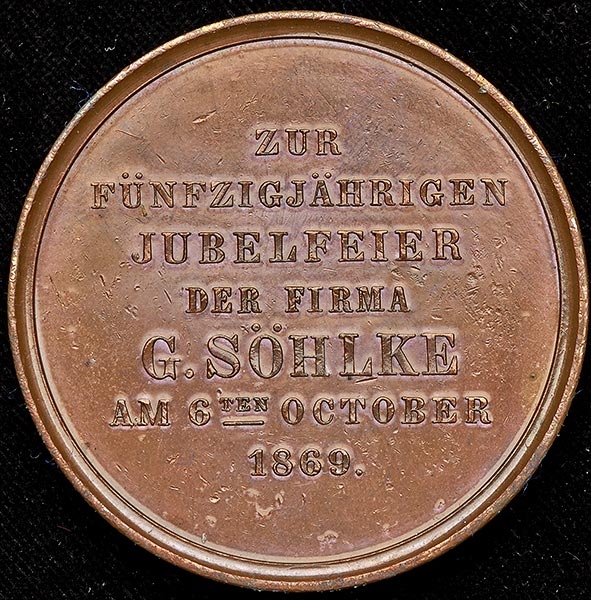 ZUR
FÜNFZIGJÄHRIGEN
JUBELFEIER
DER FIRMA
G. SÖHLKE
AM 6TEN OCTOBER
1869.